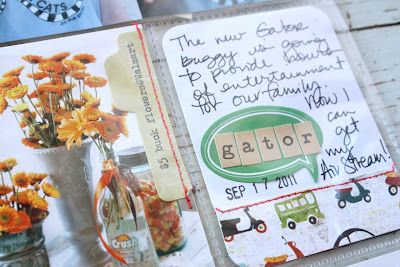 CATS
$5 buck flowers@Walmart
The new Gator
Buggy is going
to Provide hours
of entertainment
for our family.
Now I
can
get
my
Air Stream!
gator
SEP 17 2011
Crush